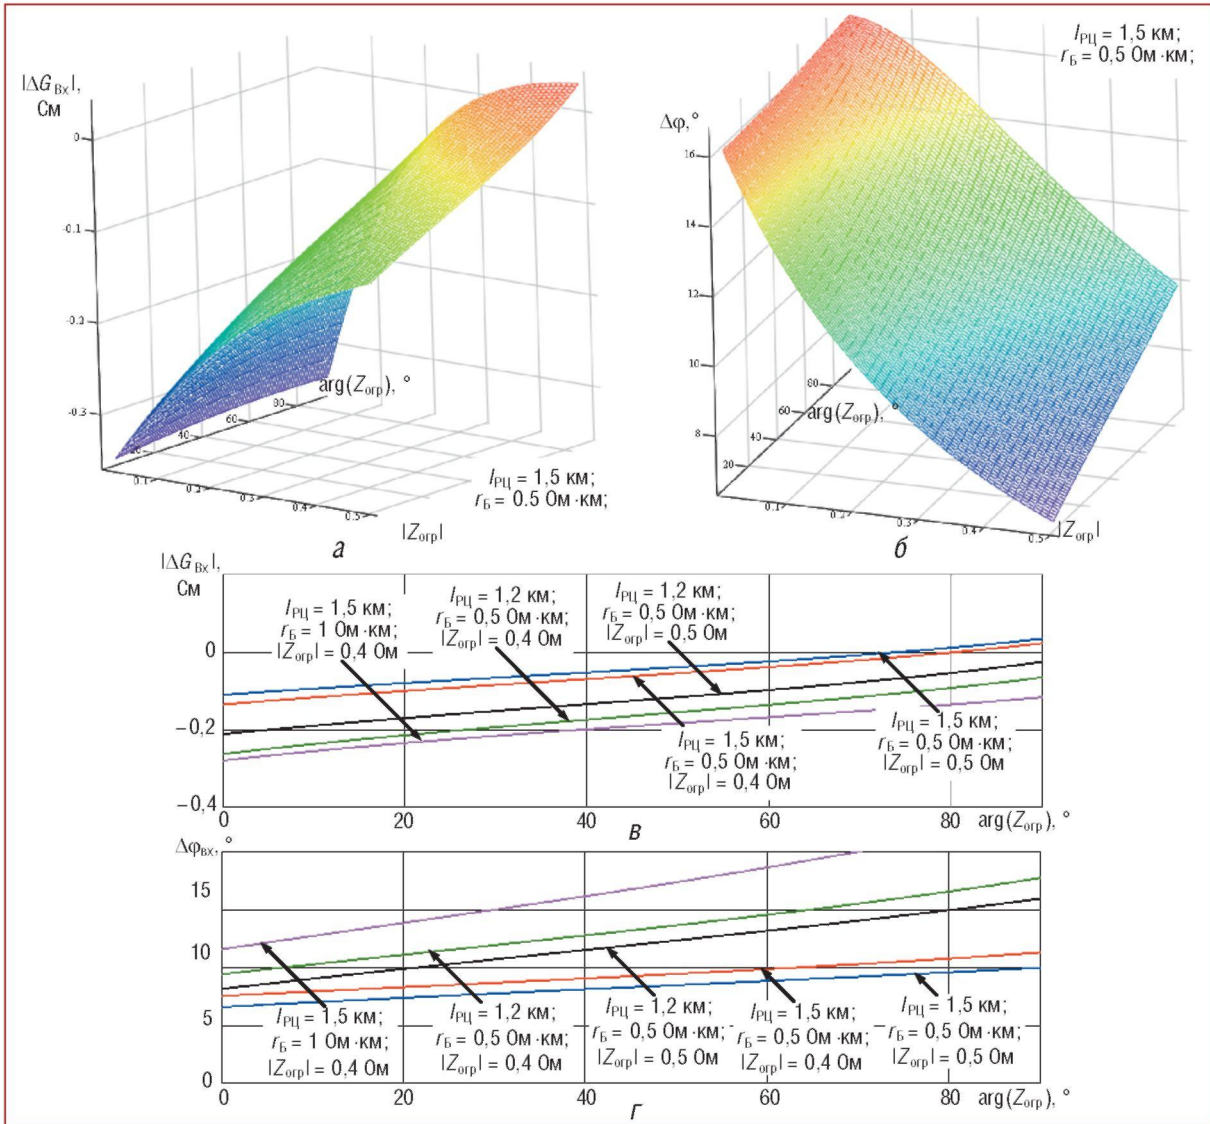 |ΔG_Вх|,
См
0
-0.1
-0.2
-0.3
arg(Z_огр), °
20
40
60
80
0.1
0.2
0.3
0.4
0.5
|Z_огр|
l_РЦ = 1,5 км;
r_Б = 0.5 Ом·км;
а
l_РЦ = 1,5 км;
r_Б = 0,5 Ом·км;
Δφ,°
16
14
12
10
8
arg(Z_огр), °
20
40
60
80
0.1
0.2
0.3
0.4
0.5
|Z_огр|
б
|ΔG_Вх|,
См
0
−0,2
−0,4
l_РЦ = 1,5 км;
r_Б = 1 Ом·км;
|Z_огр| = 0,4 Ом
l_РЦ = 1,2 км;
r_Б = 0,5 Ом·км;
|Z_огр| = 0,4 Ом
l_РЦ = 1,2 км;
r_Б = 0,5 Ом·км;
|Z_огр| = 0,5 Ом
l_РЦ = 1,5 км;
r_Б = 0,5 Ом·км;
|Z_огр| = 0,4 Ом
l_РЦ = 1,5 км;
r_Б = 0,5 Ом·км;
|Z_огр| = 0,5 Ом
0 20 40 60 80 arg(Z_огр), °
в
Δφ_вх, °
15
10
5
0
l_РЦ = 1,5 км;
r_Б = 1 Ом·км;
|Z_огр| = 0,4 Ом
l_РЦ = 1,2 км;
r_Б = 0,5 Ом·км;
|Z_огр| = 0,4 Ом
l_РЦ = 1,2 км;
r_Б = 0,5 Ом·км;
|Z_огр| = 0,5 Ом
l_РЦ = 1,5 км;
r_Б = 0,5 Ом·км;
|Z_огр| = 0,4 Ом
l_РЦ = 1,5 км;
r_Б = 0,5 Ом·км;
|Z_огр| = 0,5 Ом
0 20 40 60 80 arg(Z_огр), °
г